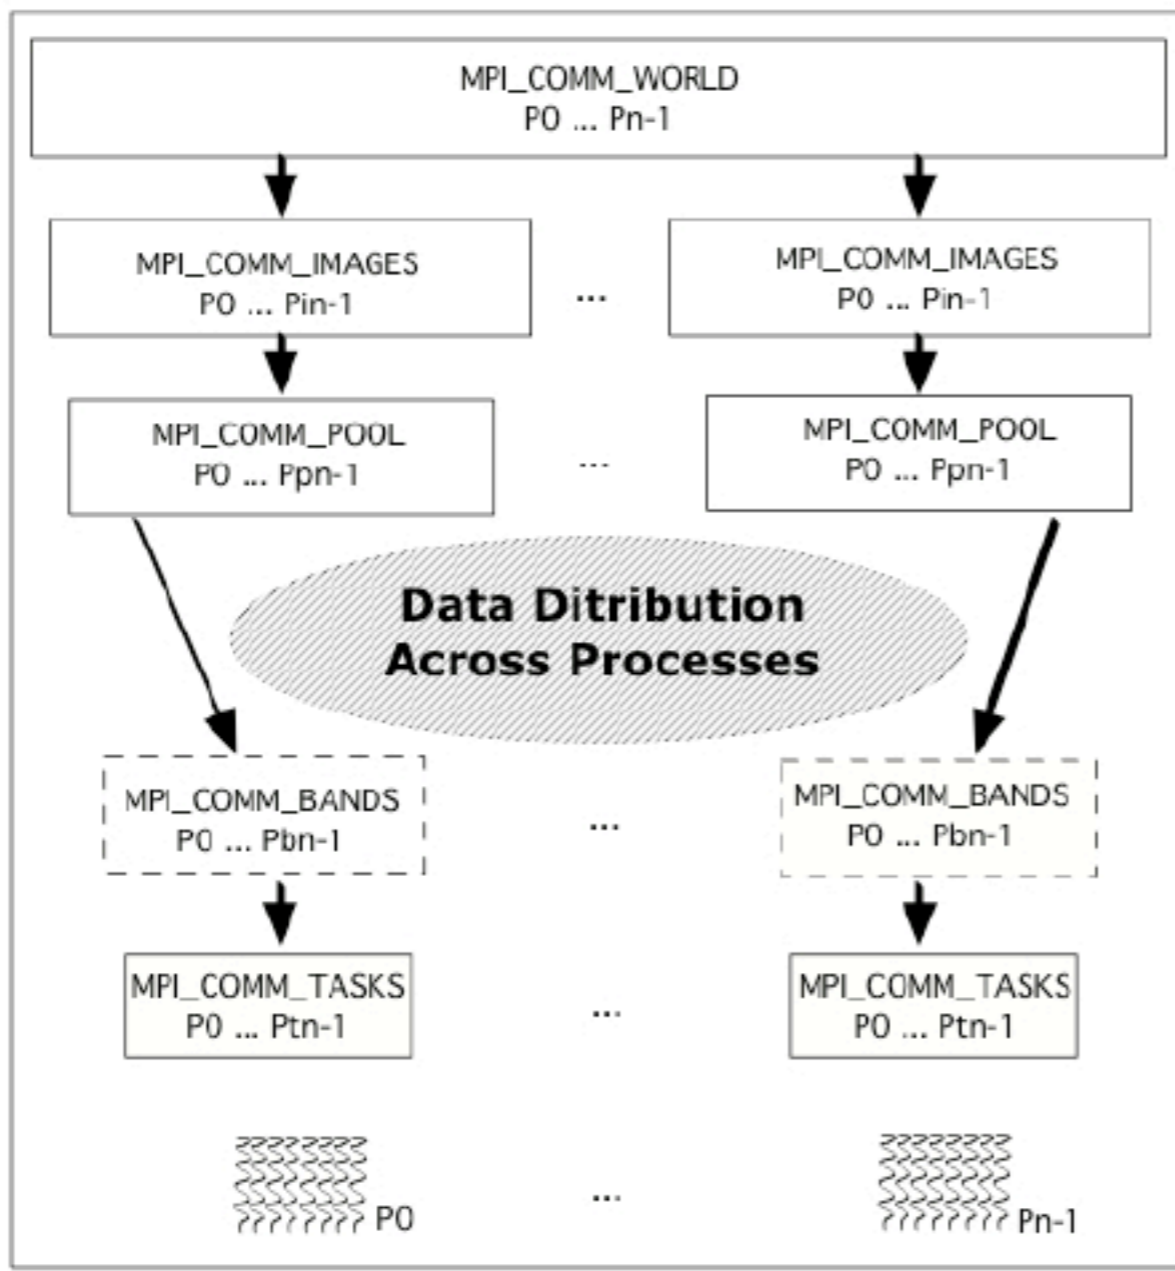 MPI_COMM_WORLD
P0 ... Pn-1
MPI_COMM_IMAGES
P0 ... Pin-1
...
MPI_COMM_IMAGES
P0 ... Pin-1
MPI_COMM_POOL
P0 ... Ppn-1
...
MPI_COMM_POOL
P0 ... Ppn-1
Data Ditribution
Across Processes
MPI_COMM_BANDS
P0 ... Pbn-1
...
MPI_COMM_BANDS
P0 ... Pbn-1
MPI_COMM_TASKS
P0 ... Ptn-1
...
MPI_COMM_TASKS
P0 ... Ptn-1
P0
...
Pn-1